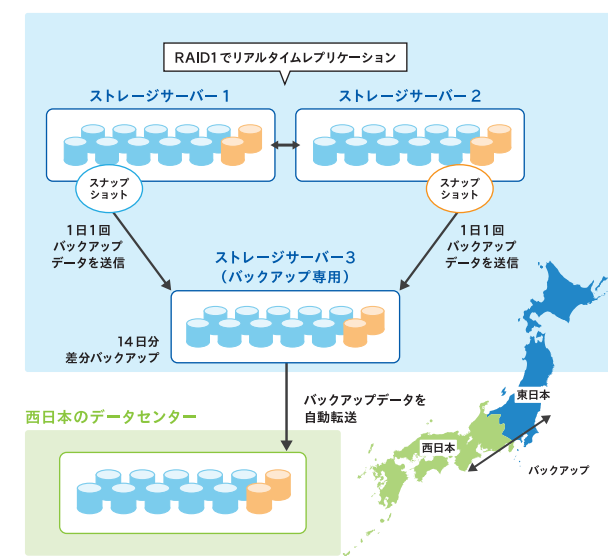 RAID1でリアルタイムレプリケーション
ストレージサーバー1
ストレージサーバー2
スナップ
ショット
スナップ
ショット
1日1回
バックアップ
データを送信
1日1回
バックアップ
データを送信
ストレージサーバー3
（バックアップ専用）
14日分
差分バックアップ
バックアップデータを
自動転送
西日本のデータセンター
東日本
西日本
バックアップ